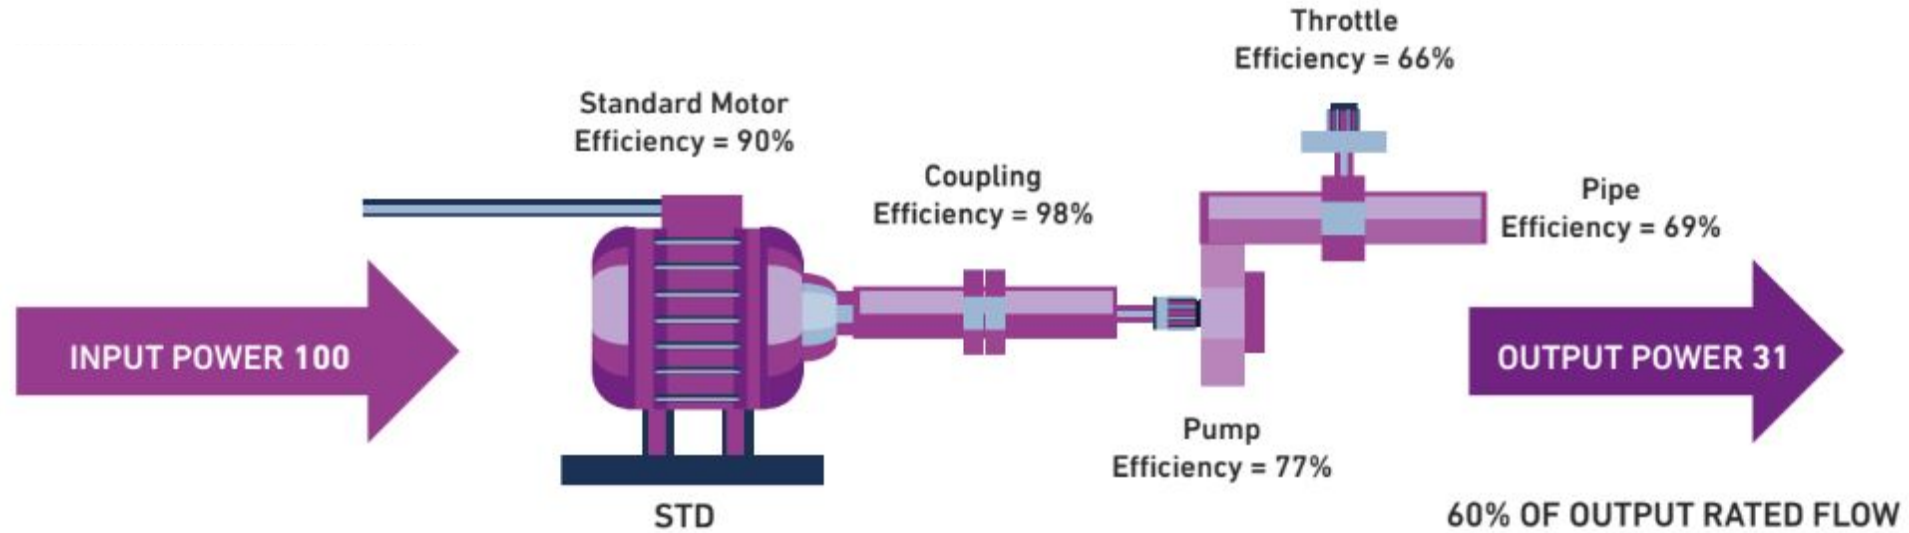 Throttle
Efficiency = 66%
Standard Motor
Efficiency = 90%
Coupling
Efficiency = 98%
Pipe
Efficiency = 69%
INPUT POWER 100
OUTPUT POWER 31
Pump
Efficiency = 77%
STD
60% OF OUTPUT RATED FLOW